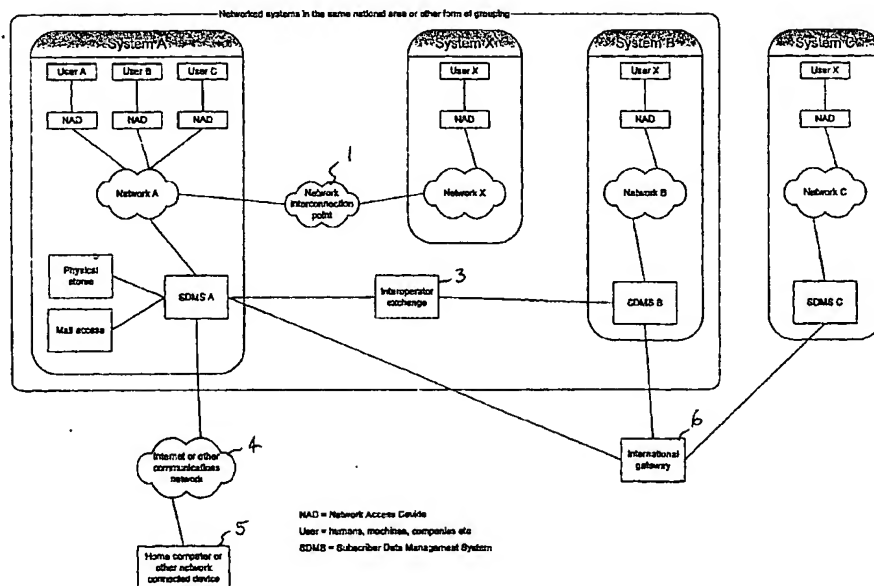 Networked systems in the same national area or other form of grouping
System A
System X
System B
System C
User A
User B
User C
User X
User X
User X
NAD
NAD
NAD
NAD
NAD
NAD
1
Network A
Network
interconnection
point
Network X
Network B
Network C
Physical
stores
Mail access
SDMS A
3
Interoperator
exchange
SDMS B
SDMS C
4
Internet or other
communications
network
6
International
gateway
5
Home computer or
other network
connected device
NAD = Network Access Device
User = humans, machines, companies etc
SDMS = Subscriber Data Management System